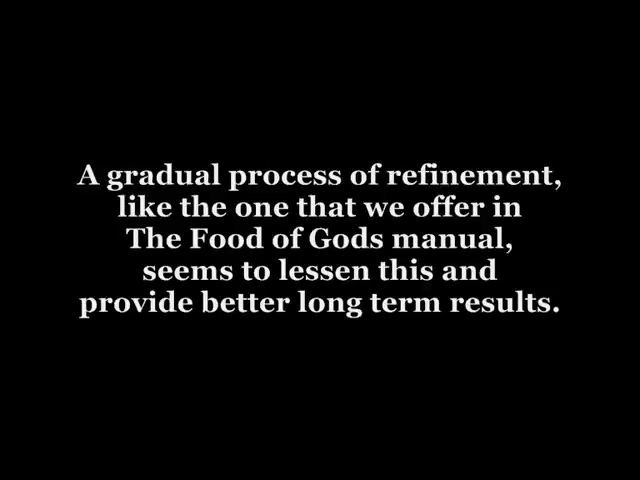 A gradual process of refinement,
like the one that we offer in
The Food of Gods manual,
seems to lessen this and
provide better long term results.